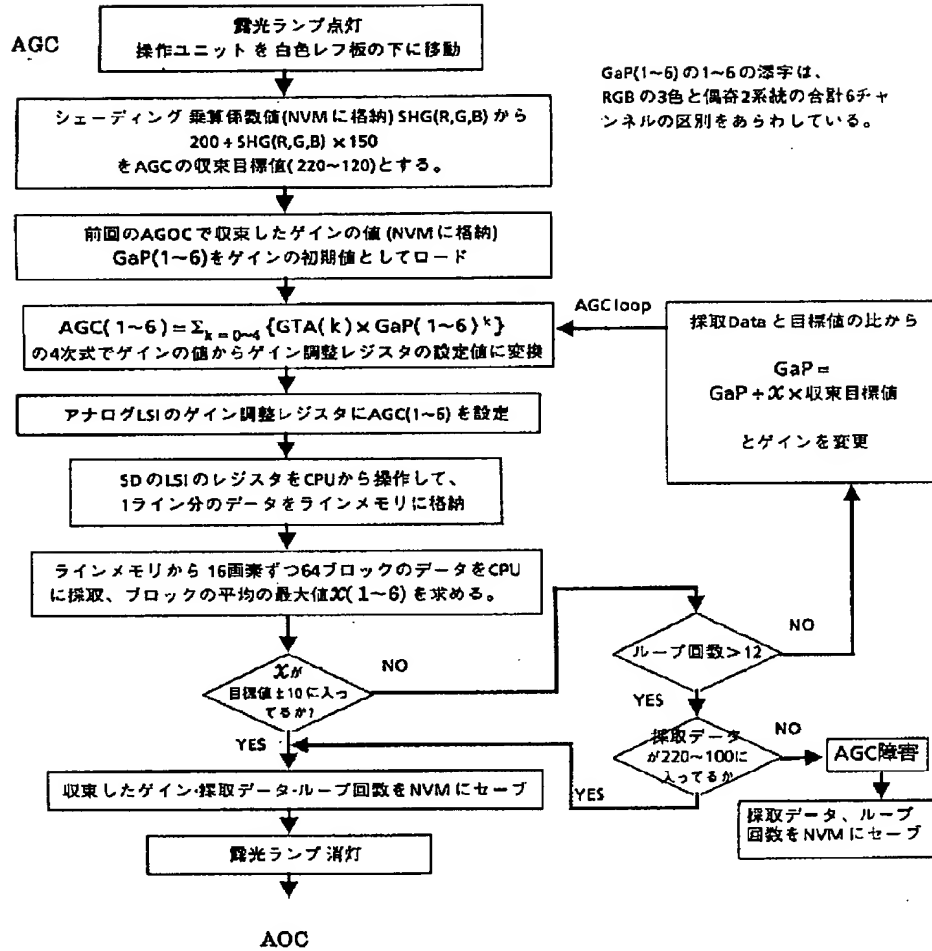 AGC
露光ランプ点灯
操作ユニット を 白色レフ板の下に移動
GaP(1~6)の1~6の添字は、
RGBの3色と偶奇2系統の合計6チャ
ンネルの区別をあらわしている。
シェーディング 乗算係数値(NVMに格納) SHG(R,G,B) から
200+SHG(R,G,B)×150
をAGCの収束目標値(220~120)とする。
前回のAGOCで収束したゲインの値 (NVMに格納)
GaP(1~6)をゲインの初期値としてロード
AGC(1~6)=Σk=0~4 {GTA(k)×GaP(1~6)^k}
の4次式でゲインの値からゲイン調整レジスタの設定値に変換
AGC loop
採取Dataと目標値の比から
GaP=
GaP+x×収束目標値
とゲインを変更
アナログLSIのゲイン調整レジスタにAGC(1~6)を設定
SDのLSIのレジスタをCPUから操作して、
1ライン分のデータをラインメモリに格納
ラインメモリから 16画素ずつ64ブロックのデータをCPU
に採取、ブロックの平均の最大値x(1~6)を求める。
xが
目標値±10に入っ
てるか?
NO
YES
ループ回数>12
NO
YES
採取データ
が220~100に
入ってるか
NO
YES
AGC障害
採取データ、ループ
回数をNVMにセーブ
収束したゲイン・採取データ・ループ回数をNVMにセーブ
露光ランプ 消灯
AOC